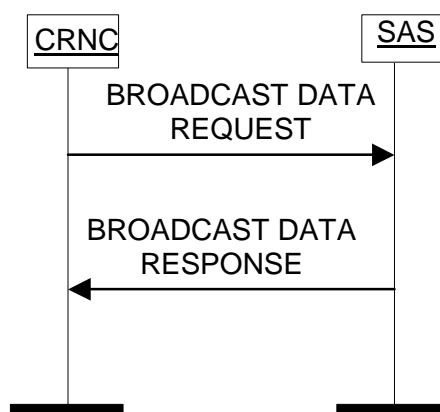 CRNC
SAS
BROADCAST DATA
REQUEST
BROADCAST DATA
RESPONSE